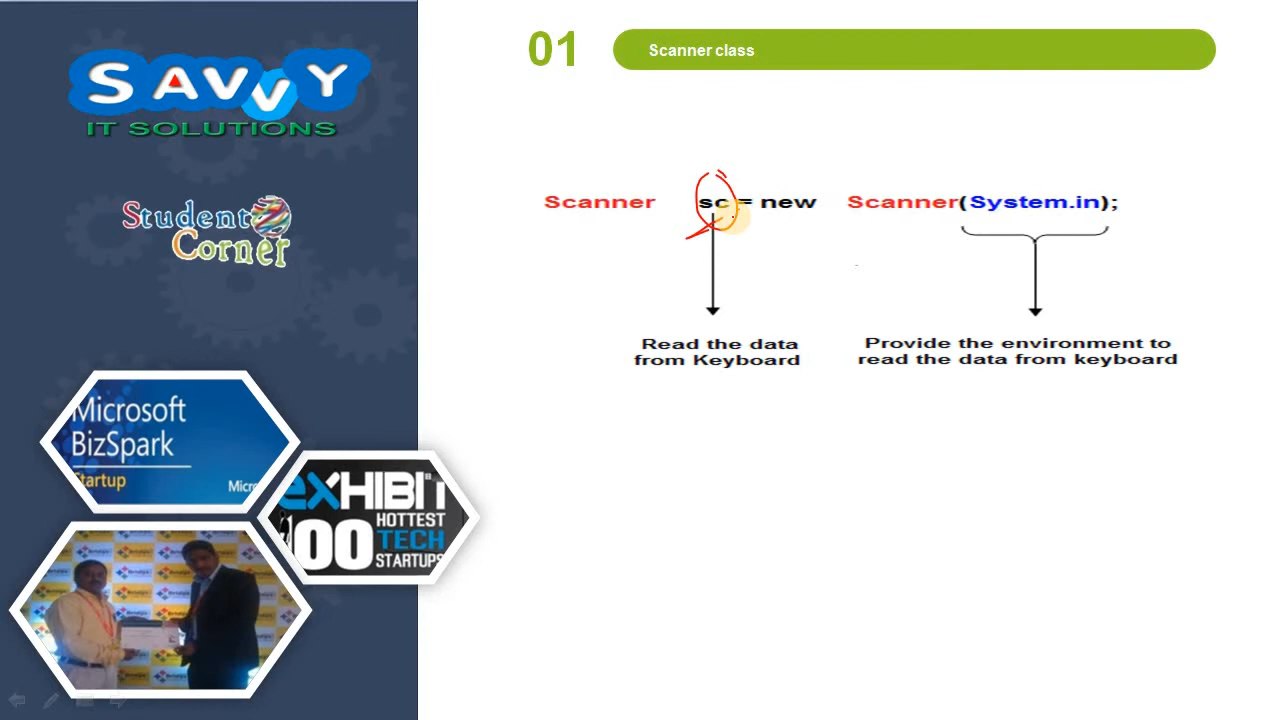 SAVVY
IT SOLUTIONS
Student
Corner
Microsoft
BizSpark
Startup
EXHIBIT
100
HOTTEST
TECH
STARTUPS
01
Scanner class
Scanner sc = new Scanner(System.in);
Read the data
from Keyboard
Provide the environment to
read the data from keyboard